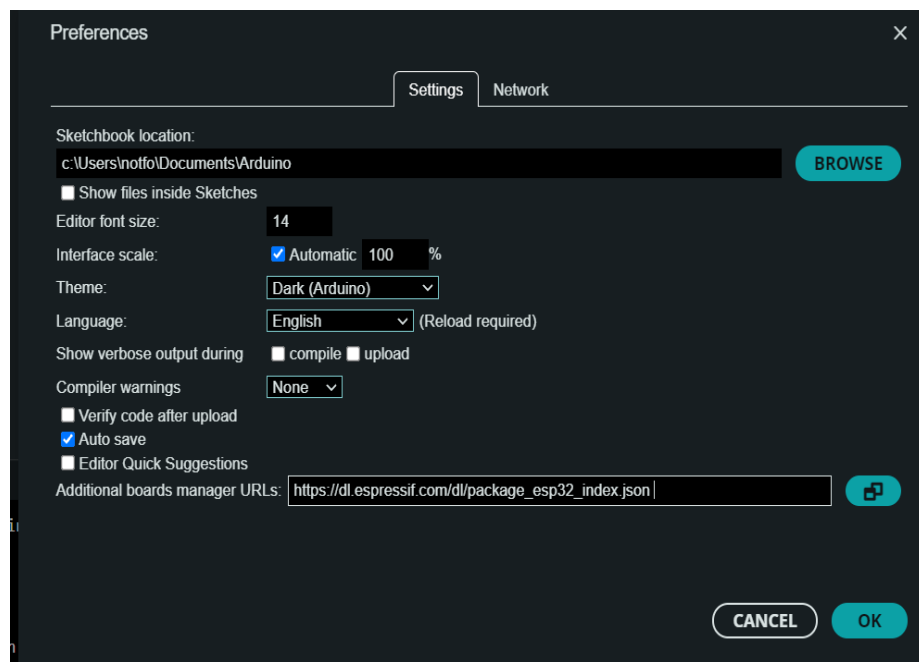 Preferences
Settings Network
Sketchbook location:
c:\Users\notfo\Documents\Arduino BROWSE
Show files inside Sketches
Editor font size: 14
Interface scale: Automatic 100 %
Theme: Dark (Arduino)
Language: English (Reload required)
Show verbose output during compile upload
Compiler warnings None
Verify code after upload
Auto save
Editor Quick Suggestions
Additional boards manager URLs: https://dl.espressif.com/dl/package_esp32_index.json
CANCEL OK